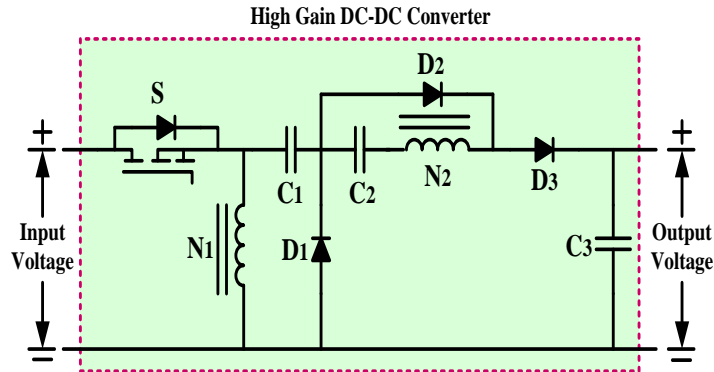 High Gain DC-DC Converter
D2
S
+
+
C1
C2
N2
D3
Input
Voltage
N1
D1
C3
Output
Voltage
–
–